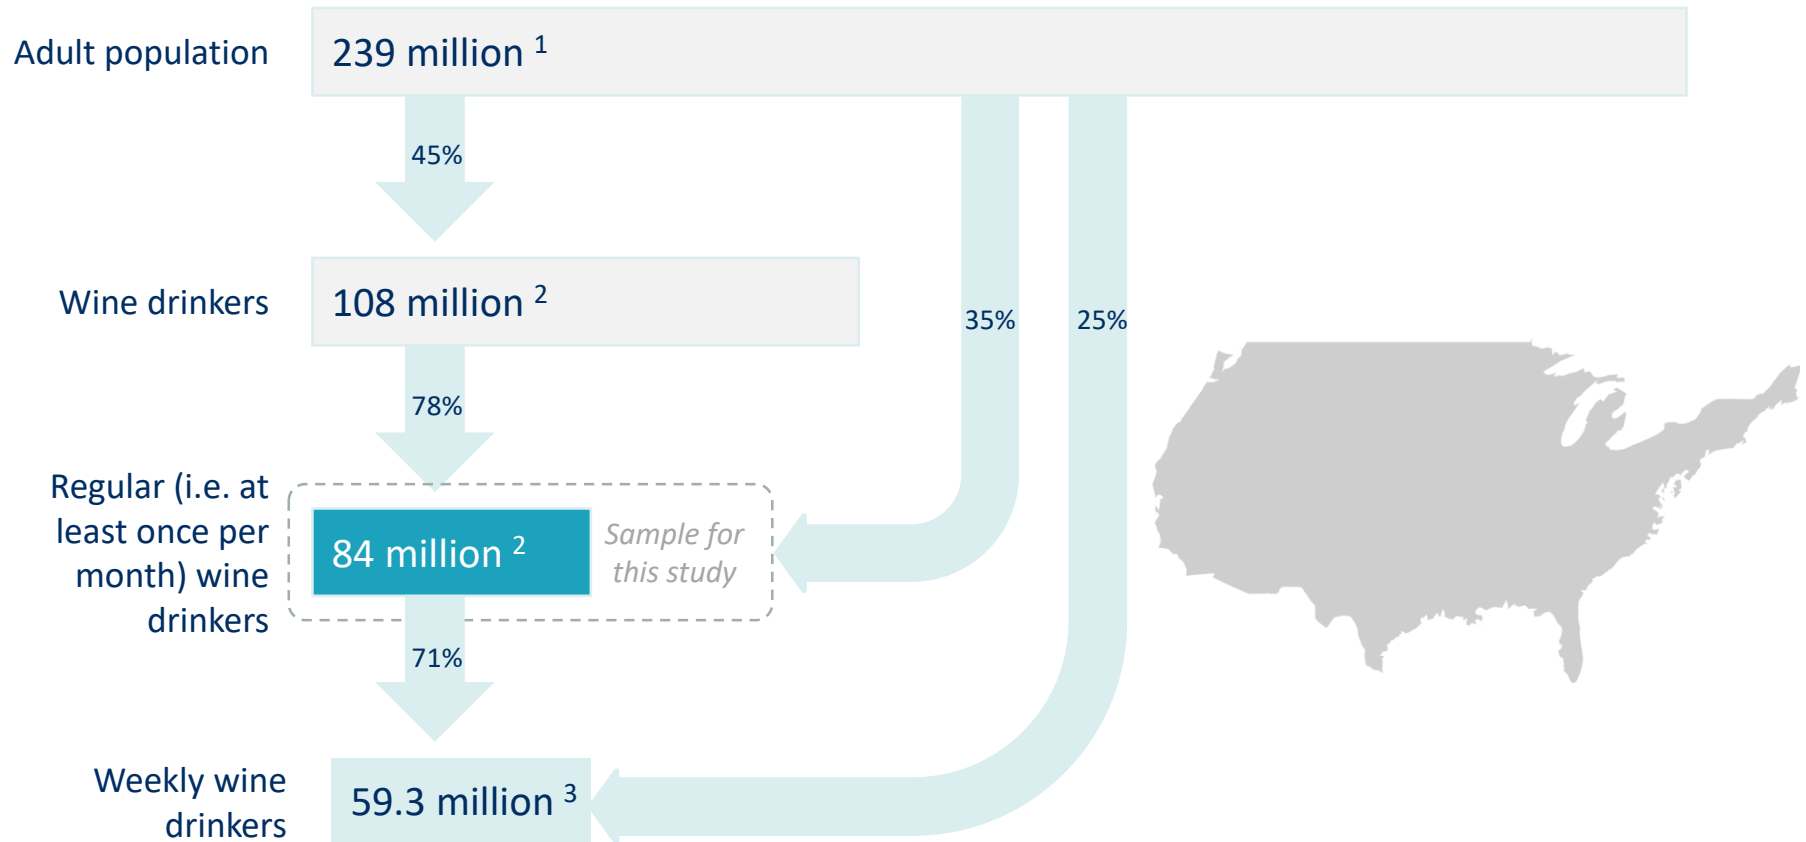 Adult population
239 million ¹
45%
Wine drinkers
108 million ²
35%
25%
78%
Regular (i.e. at
least once per
month) wine
drinkers
84 million ²
Sample for
this study
71%
Weekly wine
drinkers
59.3 million ³